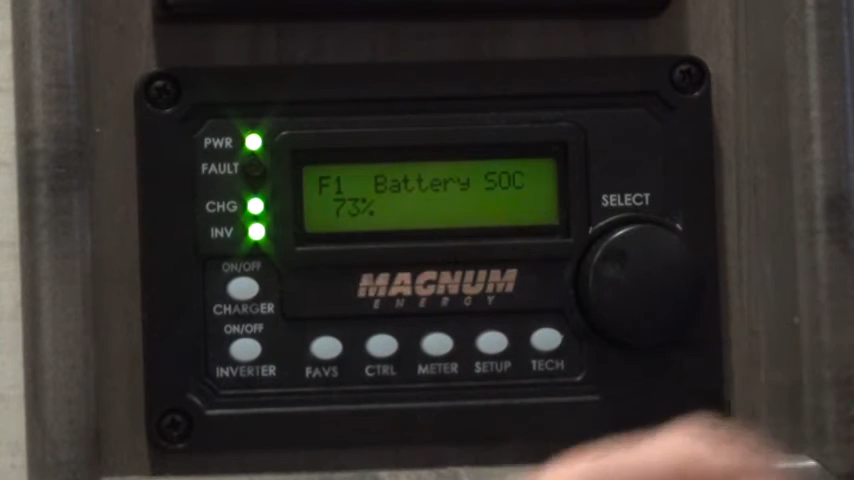 PWR
FAULT
CHG
INV
F1 Battery SOC
73%
SELECT
ON/OFF
CHARGER
ON/OFF
INVERTER
MAGNUM
ENERGY
FAVS
CTRL
METER
SETUP
TECH